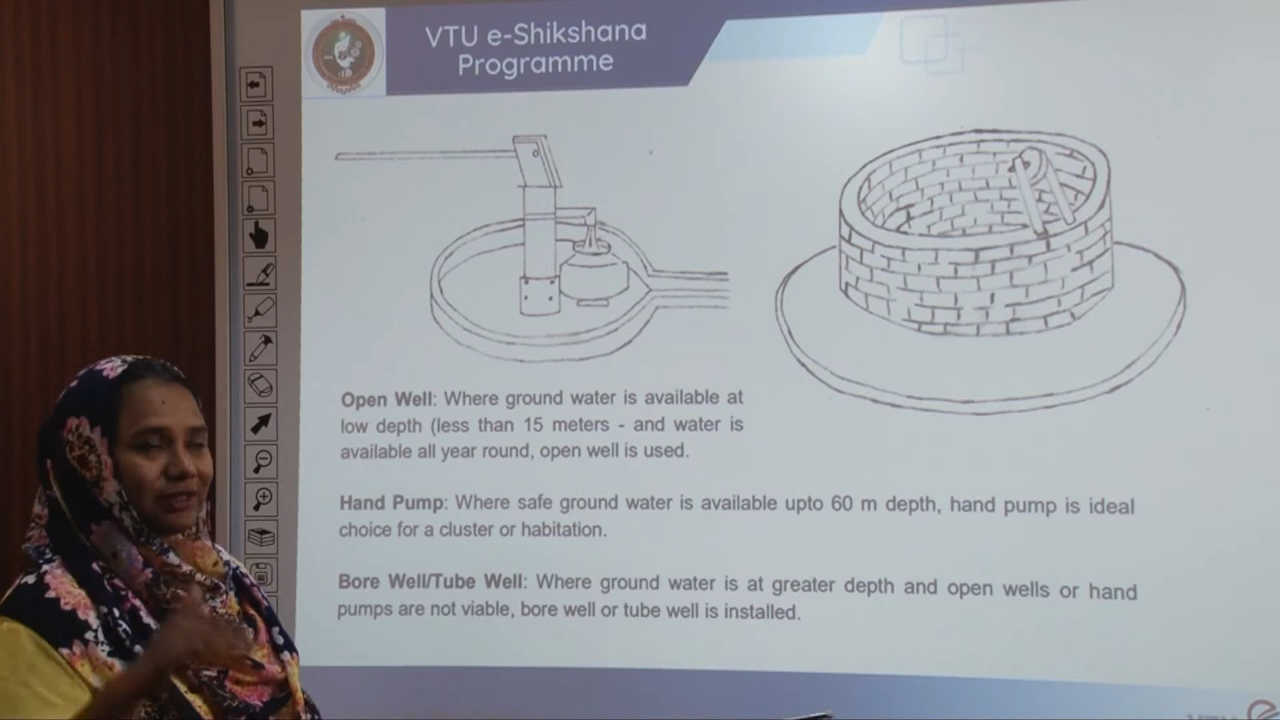 VTU e-Shikshana
Programme
Open Well: Where ground water is available at
low depth (less than 15 meters - and water is
available all year round, open well is used.
Hand Pump: Where safe ground water is available upto 60 m depth, hand pump is ideal
choice for a cluster or habitation.
Bore Well/Tube Well: Where ground water is at greater depth and open wells or hand
pumps are not viable, bore well or tube well is installed.